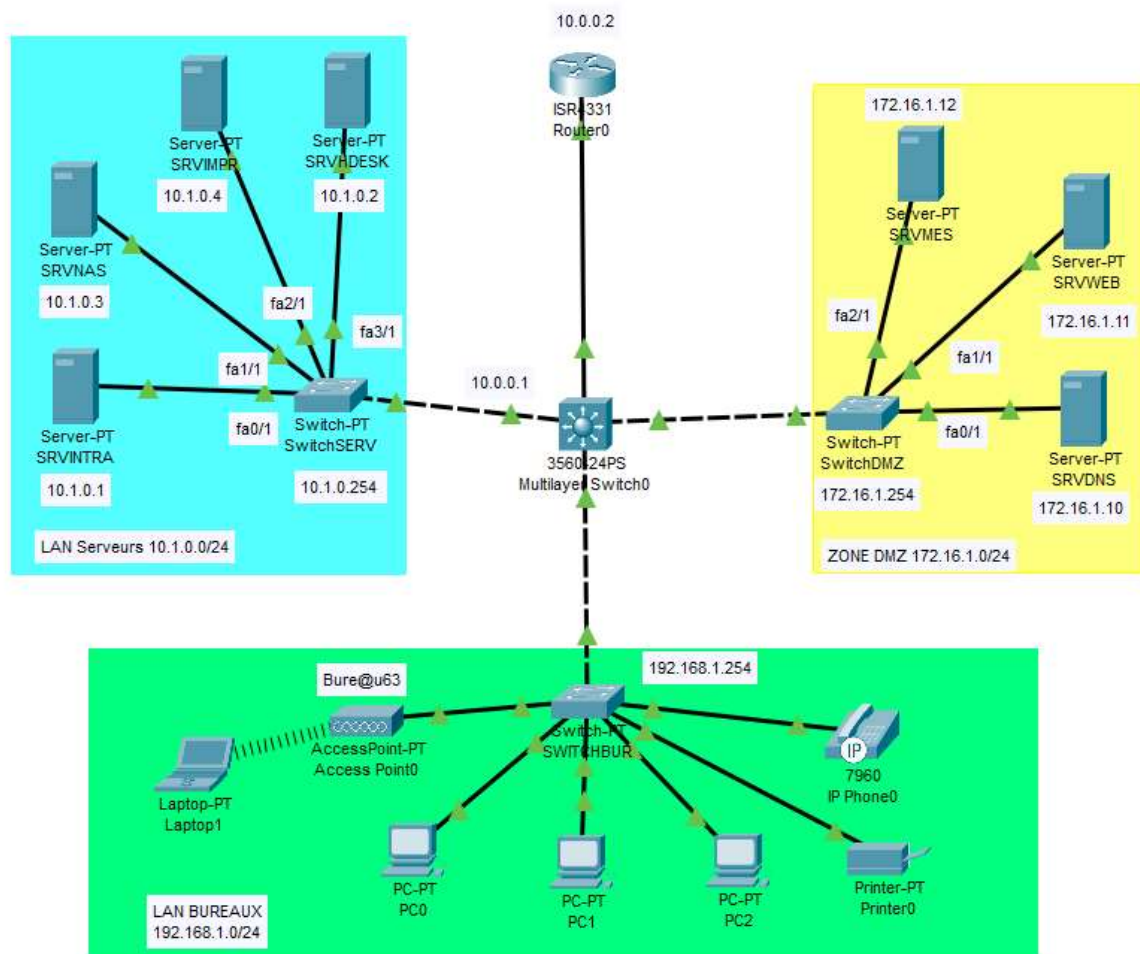 10.0.0.2
ISR4331
Router0
Server-PT
SRVIMPR
10.1.0.4
Server-PT
SRVHDESK
10.1.0.2
Server-PT
SRVNAS
10.1.0.3
fa2/1
fa3/1
fa1/1
fa0/1
Server-PT
SRVINTRA
10.1.0.1
Switch-PT
SwitchSERV
10.1.0.254
LAN Serveurs 10.1.0.0/24
10.0.0.1
3560-24PS
Multilayer Switch0
172.16.1.12
Server-PT
SRVMES
Server-PT
SRVWEB
172.16.1.11
fa2/1
fa1/1
fa0/1
Switch-PT
SwitchDMZ
172.16.1.254
Server-PT
SRVDNS
172.16.1.10
ZONE DMZ 172.16.1.0/24
192.168.1.254
Bure@u63
AccessPoint-PT
Access Point0
Switch-PT
SWITCHBUR
IP
7960
IP Phone0
Laptop-PT
Laptop1
PC-PT
PC0
PC-PT
PC1
PC-PT
PC2
Printer-PT
Printer0
LAN BUREAUX
192.168.1.0/24